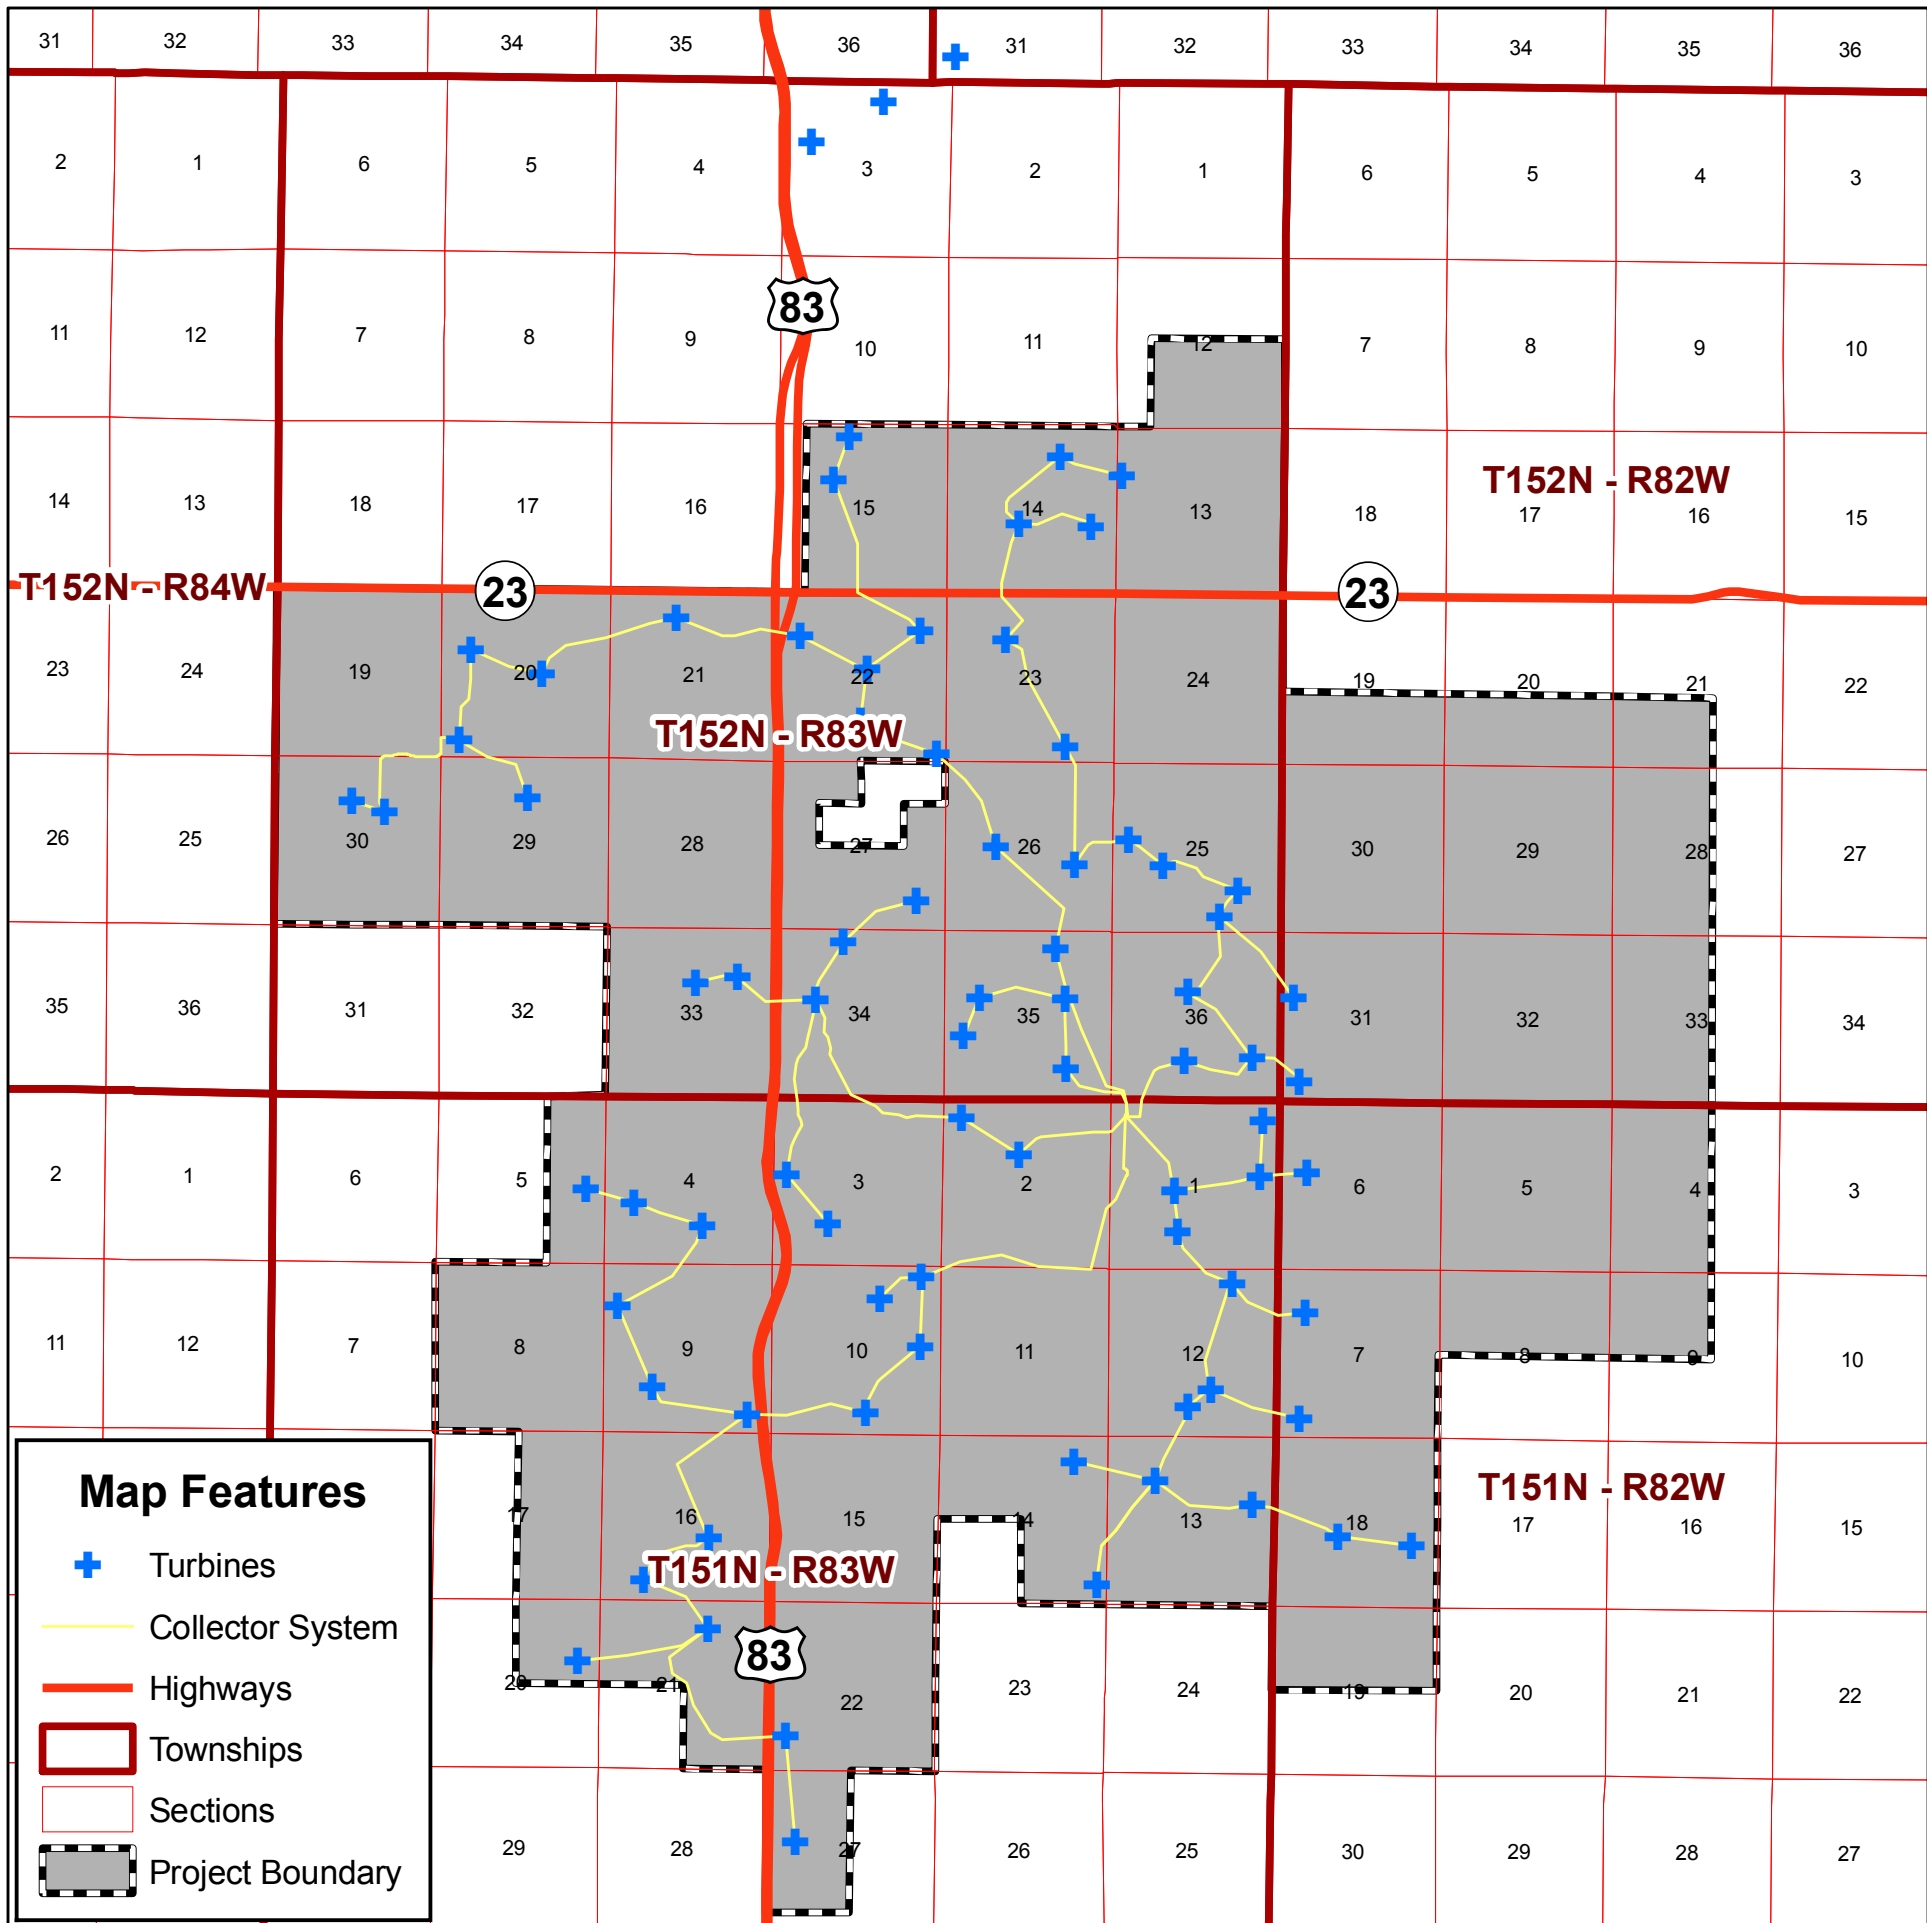 31 32 33 34 35 36 31 32 33 34 35 36
2 1 6 5 4 3 2 1 6 5 4 3
83
11 12 7 8 9 10 11 12 7 8 9 10
T152N - R82W
14 13 18 17 16 15 14 13 18 17 16 15
T152N - R84W 23 23
23 24 19 20 21 22 23 24 19 20 21 22
T152N - R83W
26 25 30 29 28 27 26 25 30 29 28 27
35 36 31 32 33 34 35 36 31 32 33 34
2 1 6 5 4 3 2 1 6 5 4 3
11 12 7 8 9 10 11 12 7 8 9 10
T151N - R82W
17 16 15 14 13 18 17 16 15
T151N - R83W
83
20 21 22 23 24 19 20 21 22
29 28 27 26 25 30 29 28 27
Map Features
Turbines
Collector System
Highways
Townships
Sections
Project Boundary